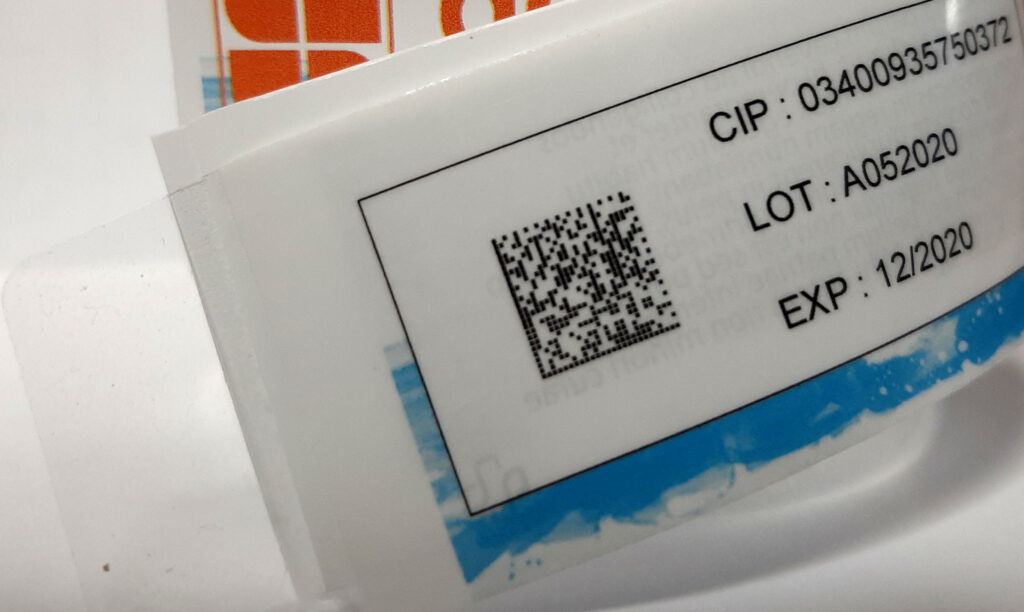 CIP : 03400935750372
LOT : A052020
EXP : 12/2020